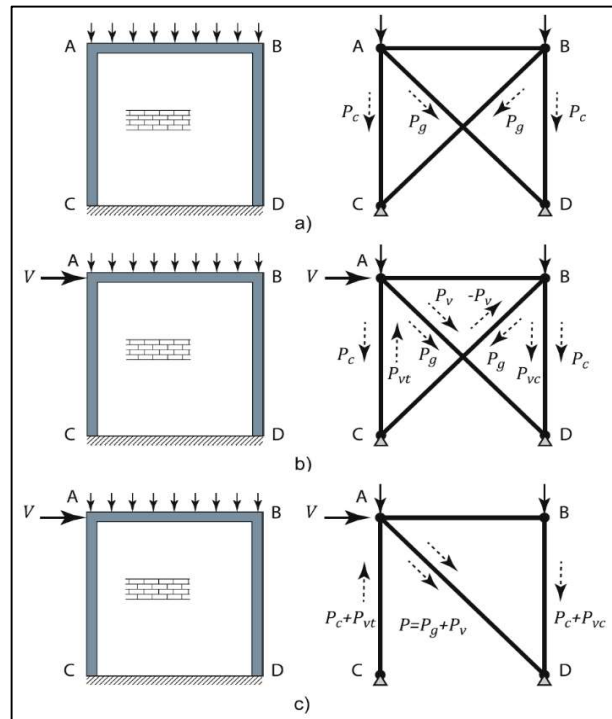 A B A B
P_c P_g P_g P_c
C D C D
a)
A B A B
V V
P_v -P_v
P_c P_vt P_g P_g P_vc P_c
C D C D
b)
A B A B
V V
P_c+P_vt P=P_g+P_v P_c+P_vc
C D C D
c)